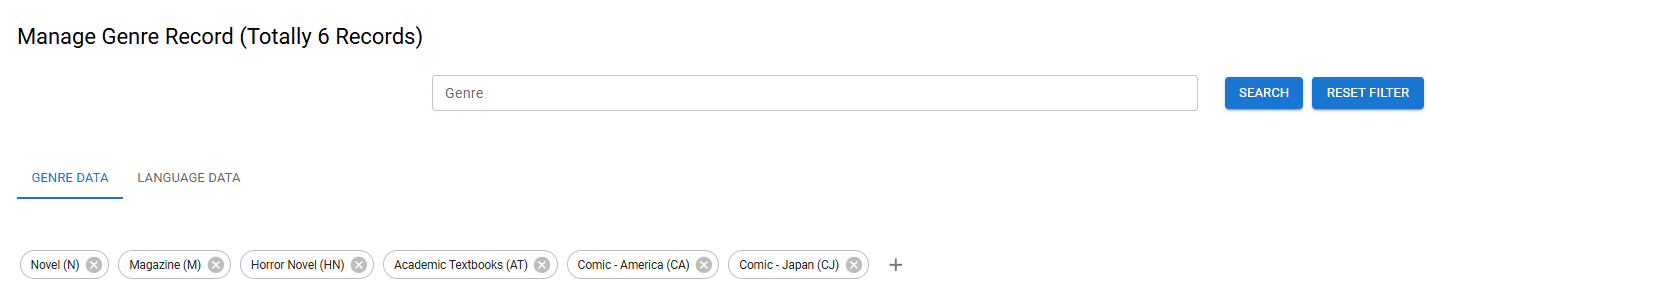 Manage Genre Record (Totally 6 Records)
Genre
SEARCH
RESET FILTER
GENRE DATA
LANGUAGE DATA
Novel (N)
Magazine (M)
Horror Novel (HN)
Academic Textbooks (AT)
Comic - America (CA)
Comic - Japan (CJ)
+